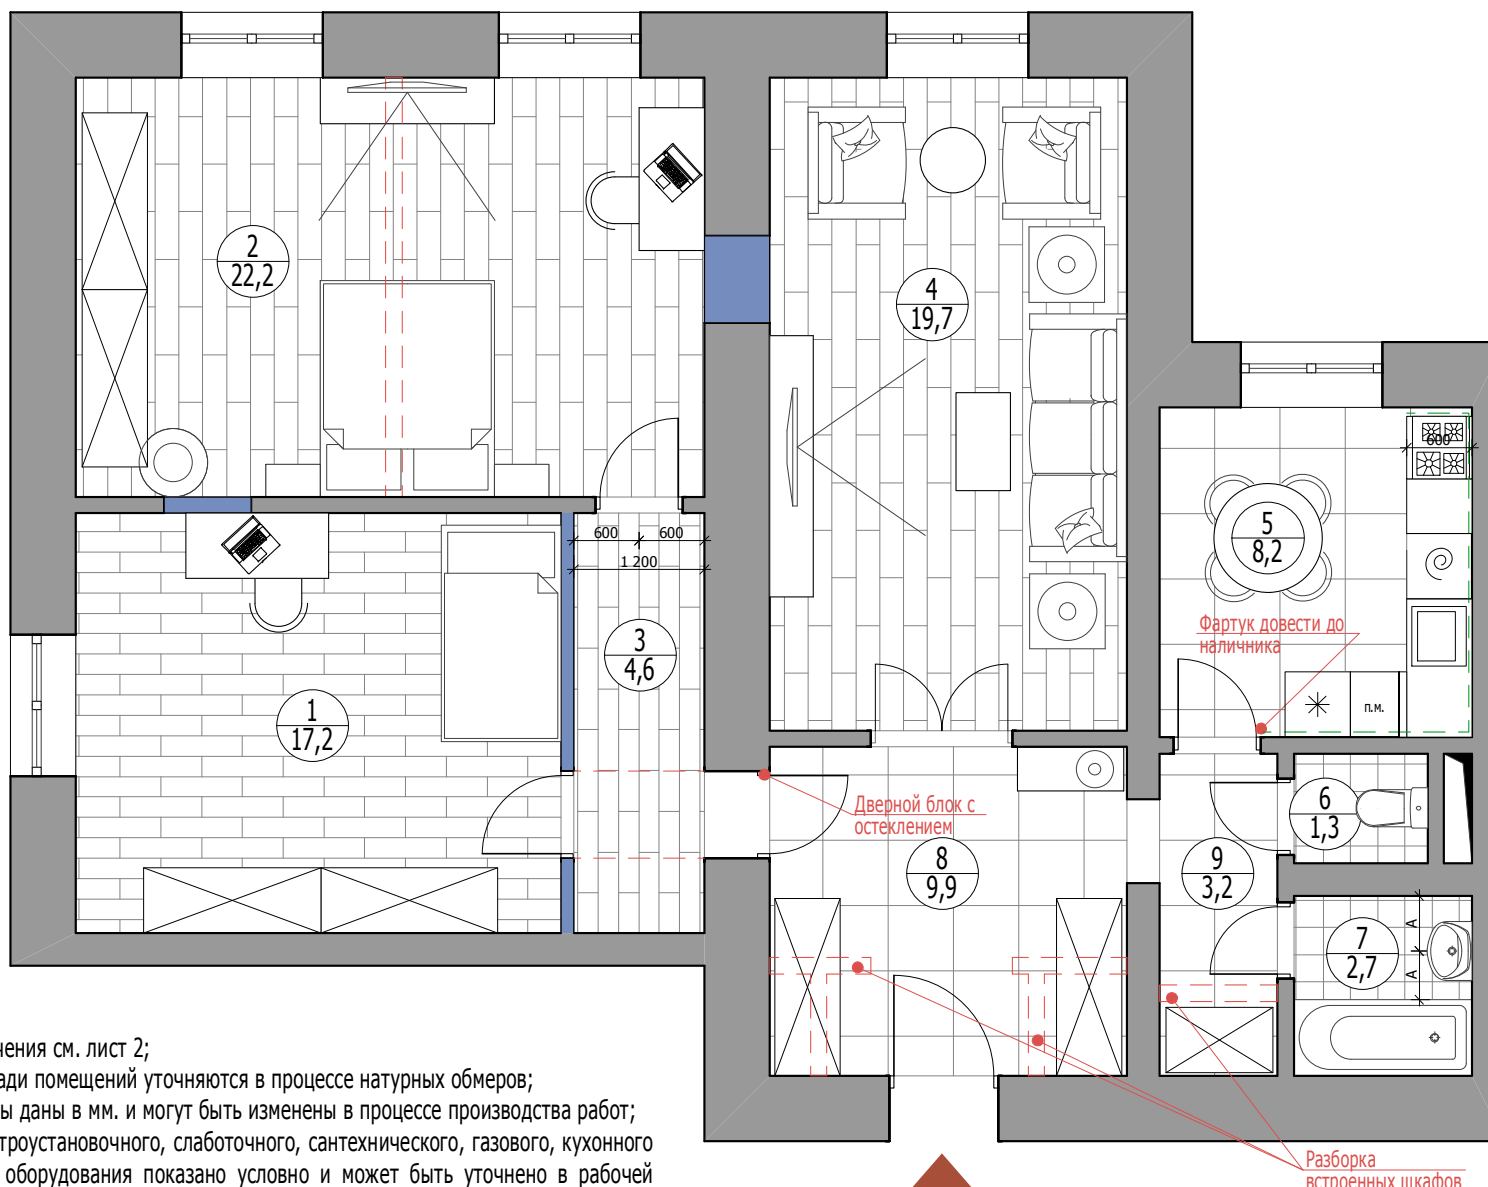 2
22,2
4
19,7
600
5
8,2
600
600
1 200
Фартук довести до
наличника
3
4,6
1
17,2
п.м.
Дверной блок с
остеклением
6
1,3
8
9,9
9
3,2
А
7
2,7
А
чения см. лист 2;
ади помещений уточняются в процессе натурных обмеров;
ы даны в мм. и могут быть изменены в процессе производства работ;
троустановочного, слаботочного, сантехнического, газового, кухонного
оборудования показано условно и может быть уточнено в рабочей
Разборка
встроенных шкафов